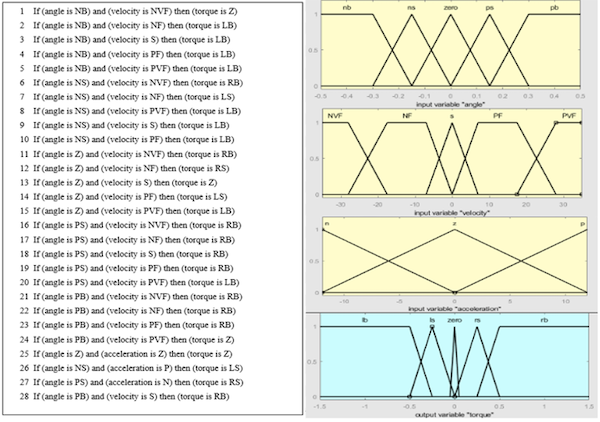 1 If (angle is NB) and (velocity is NVF) then (torque is Z)
2 If (angle is NB) and (velocity is NF) then (torque is LB)
3 If (angle is NB) and (velocity is S) then (torque is LB)
4 If (angle is NB) and (velocity is PF) then (torque is LB)
5 If (angle is NB) and (velocity is PVF) then (torque is LB)
6 If (angle is NS) and (velocity is NVF) then (torque is RB)
7 If (angle is NS) and (velocity is NF) then (torque is LS)
8 If (angle is NS) and (velocity is PVF) then (torque is LB)
9 If (angle is NS) and (velocity is S) then (torque is LB)
10 If (angle is NS) and (velocity is PF) then (torque is LB)
11 If (angle is Z) and (velocity is NVF) then (torque is RB)
12 If (angle is Z) and (velocity is NF) then (torque is RS)
13 If (angle is Z) and (velocity is S) then (torque is Z)
14 If (angle is Z) and (velocity is PF) then (torque is LS)
15 If (angle is Z) and (velocity is PVF) then (torque is LB)
16 If (angle is PS) and (velocity is NVF) then (torque is RB)
17 If (angle is PS) and (velocity is NF) then (torque is RB)
18 If (angle is PS) and (velocity is S) then (torque is RB)
19 If (angle is PS) and (velocity is PF) then (torque is RB)
20 If (angle is PS) and (velocity is PVF) then (torque is LB)
21 If (angle is PB) and (velocity is NVF) then (torque is RB)
22 If (angle is PB) and (velocity is NF) then (torque is RB)
23 If (angle is PB) and (velocity is PF) then (torque is RB)
24 If (angle is PB) and (velocity is PVF) then (torque is Z)
25 If (angle is Z) and (acceleration is Z) then (torque is Z)
26 If (angle is NS) and (acceleration is P) then (torque is LS)
27 If (angle is PS) and (acceleration is N) then (torque is RS)
28 If (angle is PB) and (velocity is S) then (torque is RB)
nb ns zero ps pb
1
0.5
0
-0.5 -0.4 -0.3 -0.2 -0.1 0 0.1 0.2 0.3 0.4 0.5
input variable "angle"
NVF NF s PF PVF
1
0.5
0
-30 -20 -10 0 10 20 30
input variable "velocity"
n z p
1
0.5
0
-10 -5 0 5 10
input variable "acceleration"
lb ls zero rs rb
1
0.5
0
-1.5 -1 -0.5 0 0.5 1 1.5
output variable "torque"